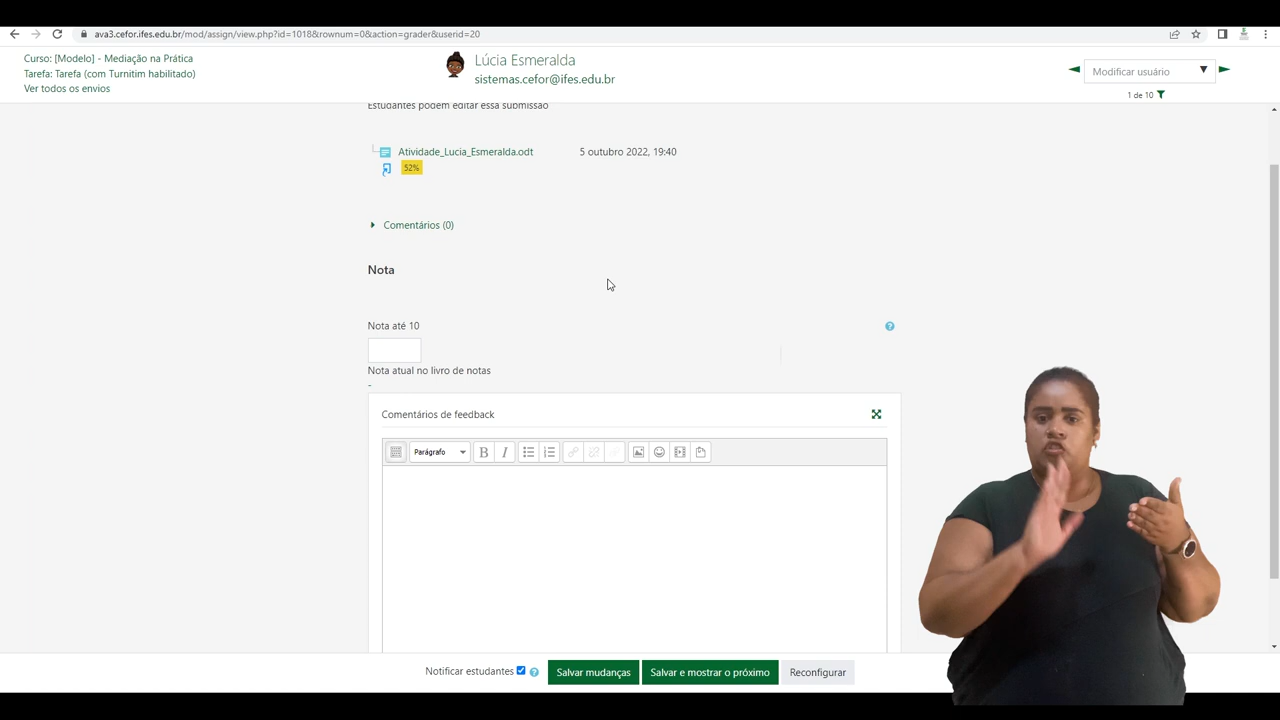 ava3.cefor.ifes.edu.br/mod/assign/view.php?id=1018&rownum=0&action=grader&userid=20
Curso: [Modelo] - Mediação na Prática
Tarefa: Tarefa (com Turnitim habilitado)
Ver todos os envios
Lúcia Esmeralda
sistemas.cefor@ifes.edu.br
Modificar usuário
1 de 10
Estudantes podem editar essa submissão
Atividade_Lucia_Esmeralda.odt 5 outubro 2022, 19:40
52%
Comentários (0)
Nota
Nota até 10
Nota atual no livro de notas
-
Comentários de feedback
Parágrafo B I
Notificar estudantes Salvar mudanças Salvar e mostrar o próximo Reconfigurar